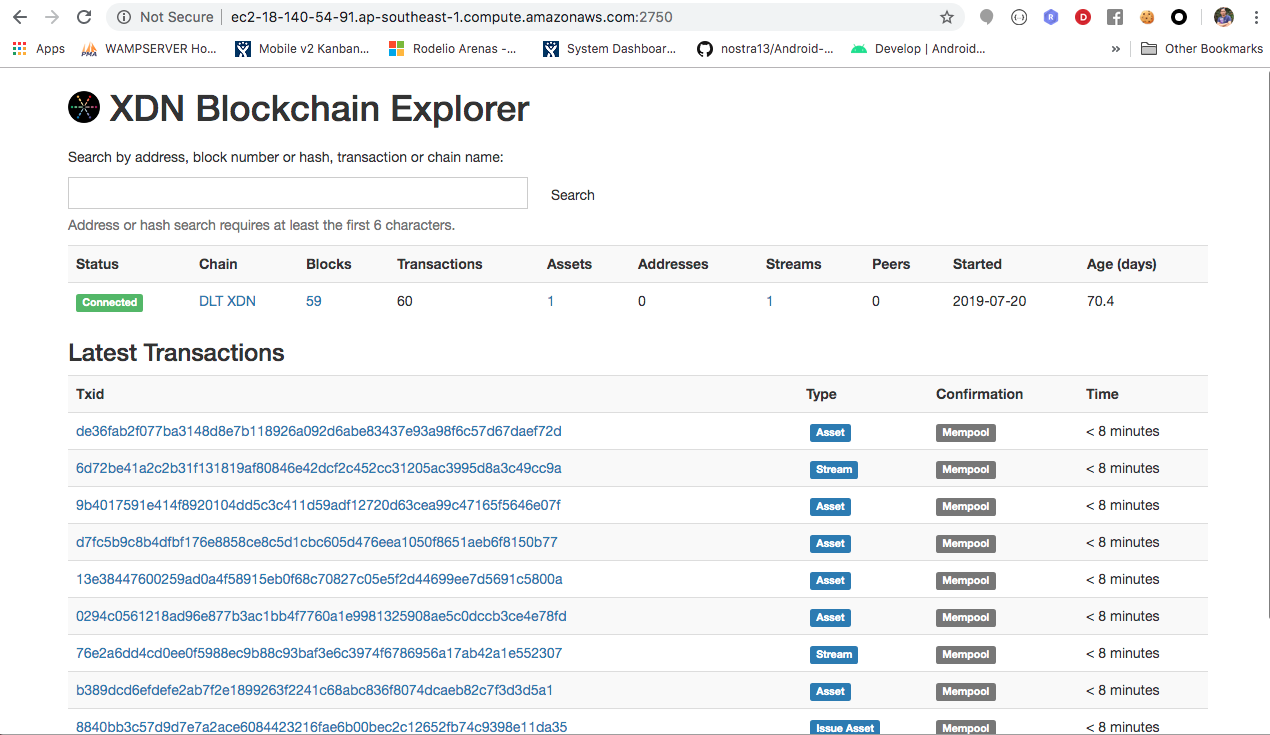 Not Secure ec2-18-140-54-91.ap-southeast-1.compute.amazonaws.com:2750
Apps WAMPSERVER Ho... Mobile v2 Kanban... Rodelio Arenas -... System Dashboar... nostra13/Android-... Develop | Android... » Other Bookmarks
XDN Blockchain Explorer
Search by address, block number or hash, transaction or chain name:
Search
Address or hash search requires at least the first 6 characters.
Status Chain Blocks Transactions Assets Addresses Streams Peers Started Age (days)
Connected DLT XDN 59 60 1 0 1 0 2019-07-20 70.4
Latest Transactions
Txid Type Confirmation Time
de36fab2f077ba3148d8e7b118926a092d6abe83437e93a98f6c57d67daef72d Asset Mempool < 8 minutes
6d72be41a2c2b31f131819af80846e42dcf2c452cc31205ac3995d8a3c49cc9a Stream Mempool < 8 minutes
9b4017591e414f8920104dd5c3c411d59adf12720d63cea99c47165f5646e07f Asset Mempool < 8 minutes
d7fc5b9c8b4dfbf176e8858ce8c5d1cbc605d476eea1050f8651aeb6f8150b77 Asset Mempool < 8 minutes
13e38447600259ad0a4f58915eb0f68c70827c05e5f2d44699ee7d5691c5800a Asset Mempool < 8 minutes
0294c0561218ad96e877b3ac1bb4f7760a1e9981325908ae5c0dccb3ce4e78fd Asset Mempool < 8 minutes
76e2a6dd4cd0ee0f5988ec9b88c93baf3e6c3974f6786956a17ab42a1e552307 Stream Mempool < 8 minutes
b389dcd6efdefe2ab7f2e1899263f2241c68abc836f8074dcaeb82c7f3d3d5a1 Asset Mempool < 8 minutes
8840bb3c57d9d7e7a2ace6084423216fae6b00bec2c12652fb74c9398e11da35 Issue Asset Mempool < 8 minutes